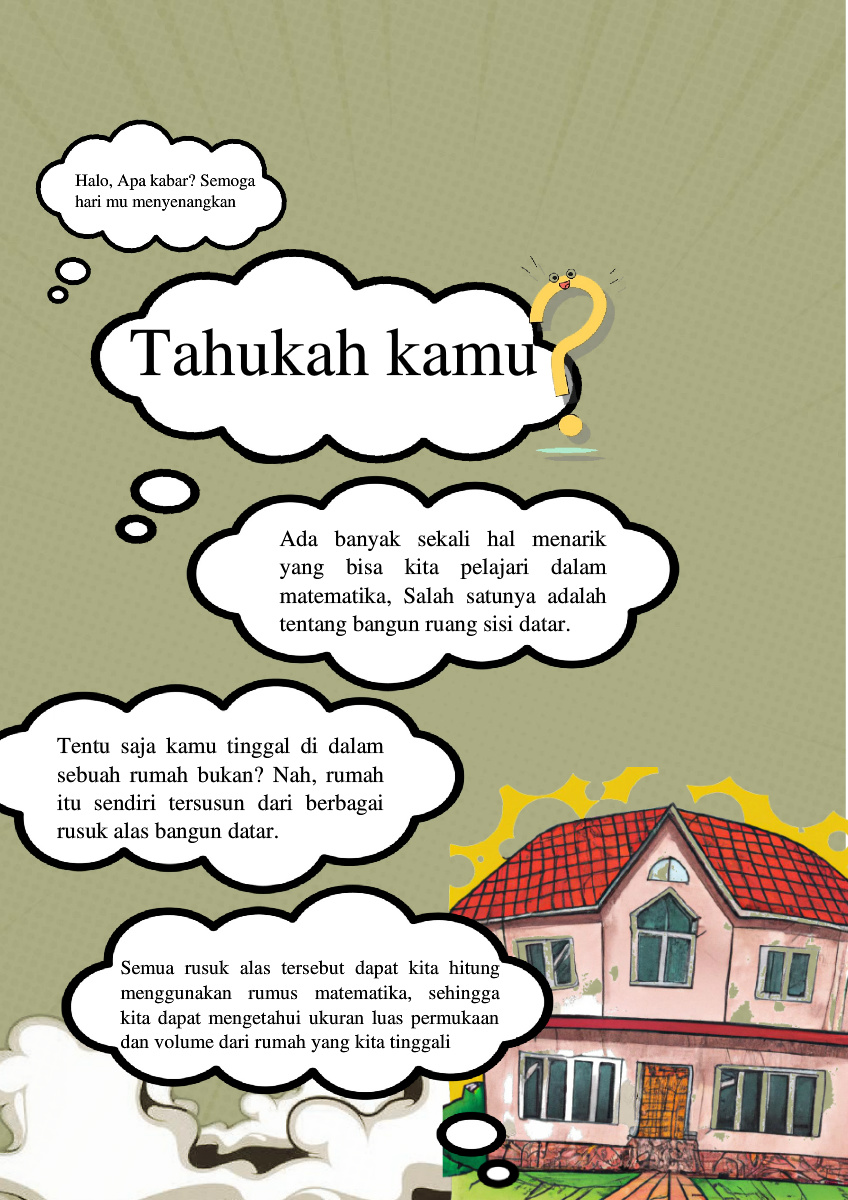 Halo, Apa kabar? Semoga
hari mu menyenangkan
Tahukah kamu?
Ada banyak sekali hal menarik
yang bisa kita pelajari dalam
matematika, Salah satunya adalah
tentang bangun ruang sisi datar.
Tentu saja kamu tinggal di dalam
sebuah rumah bukan? Nah, rumah
itu sendiri tersusun dari berbagai
rusuk alas bangun datar.
Semua rusuk alas tersebut dapat kita hitung
menggunakan rumus matematika, sehingga
kita dapat mengetahui ukuran luas permukaan
dan volume dari rumah yang kita tinggali